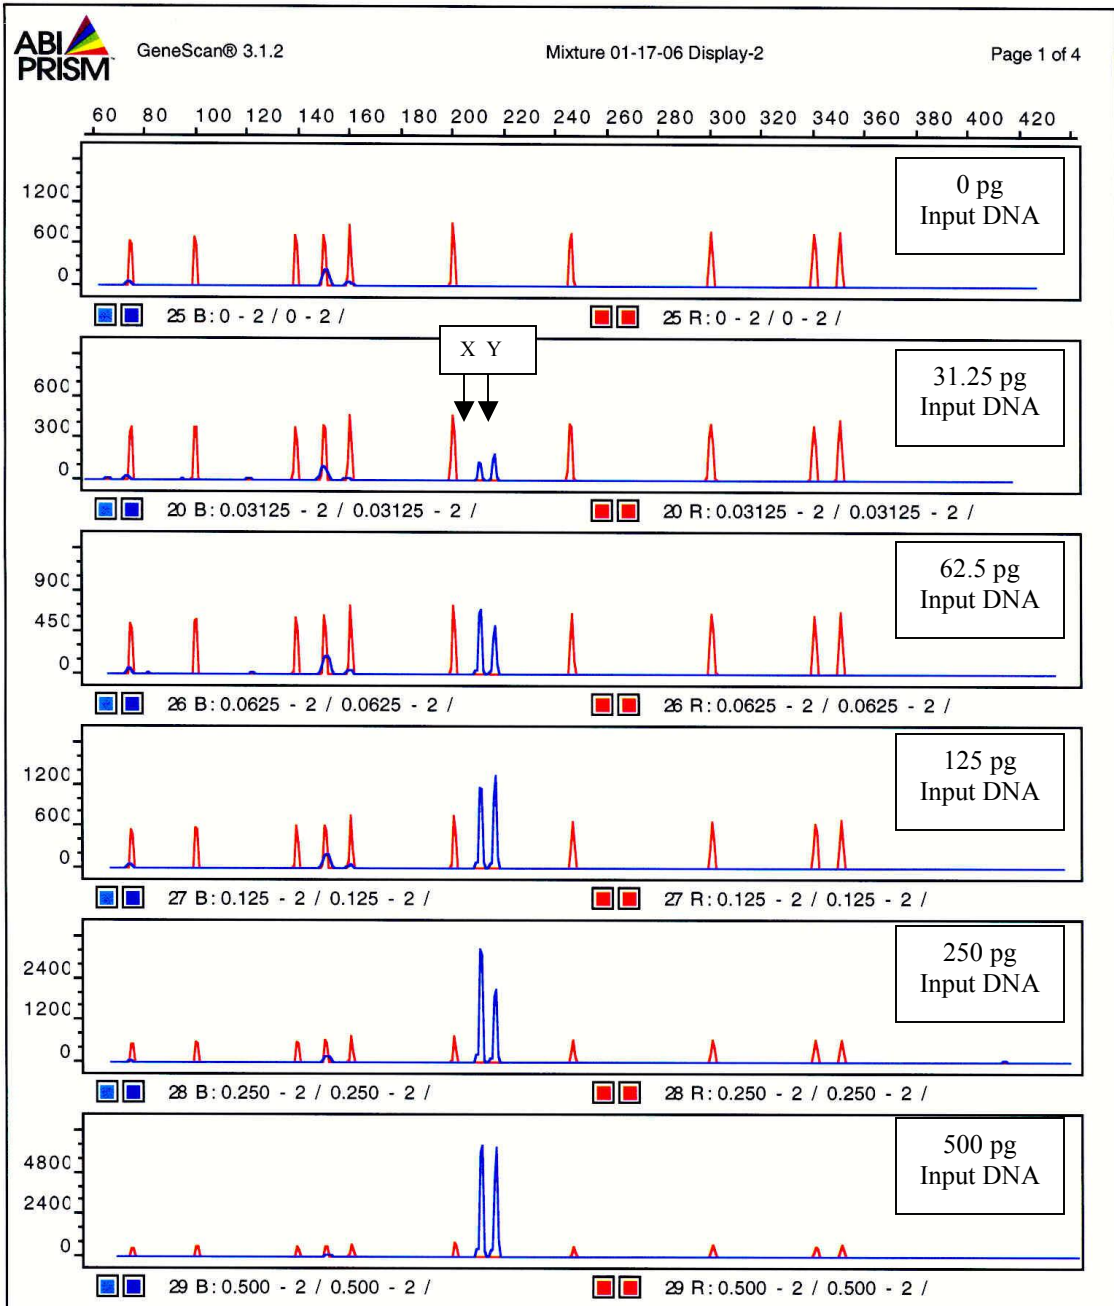 ABI PRISM™ GeneScan® 3.1.2 Mixture 01-17-06 Display-2 Page 1 of 4
60 80 100 120 140 160 180 200 220 240 260 280 300 320 340 360 380 400 420
0 pg
Input DNA
1200
600
0
25 B: 0 - 2 / 0 - 2 / 25 R: 0 - 2 / 0 - 2 /
X Y
31.25 pg
Input DNA
600
300
0
20 B: 0.03125 - 2 / 0.03125 - 2 / 20 R: 0.03125 - 2 / 0.03125 - 2 /
62.5 pg
Input DNA
900
450
0
26 B: 0.0625 - 2 / 0.0625 - 2 / 26 R: 0.0625 - 2 / 0.0625 - 2 /
125 pg
Input DNA
1200
600
0
27 B: 0.125 - 2 / 0.125 - 2 / 27 R: 0.125 - 2 / 0.125 - 2 /
250 pg
Input DNA
2400
1200
0
28 B: 0.250 - 2 / 0.250 - 2 / 28 R: 0.250 - 2 / 0.250 - 2 /
500 pg
Input DNA
4800
2400
0
29 B: 0.500 - 2 / 0.500 - 2 / 29 R: 0.500 - 2 / 0.500 - 2 /